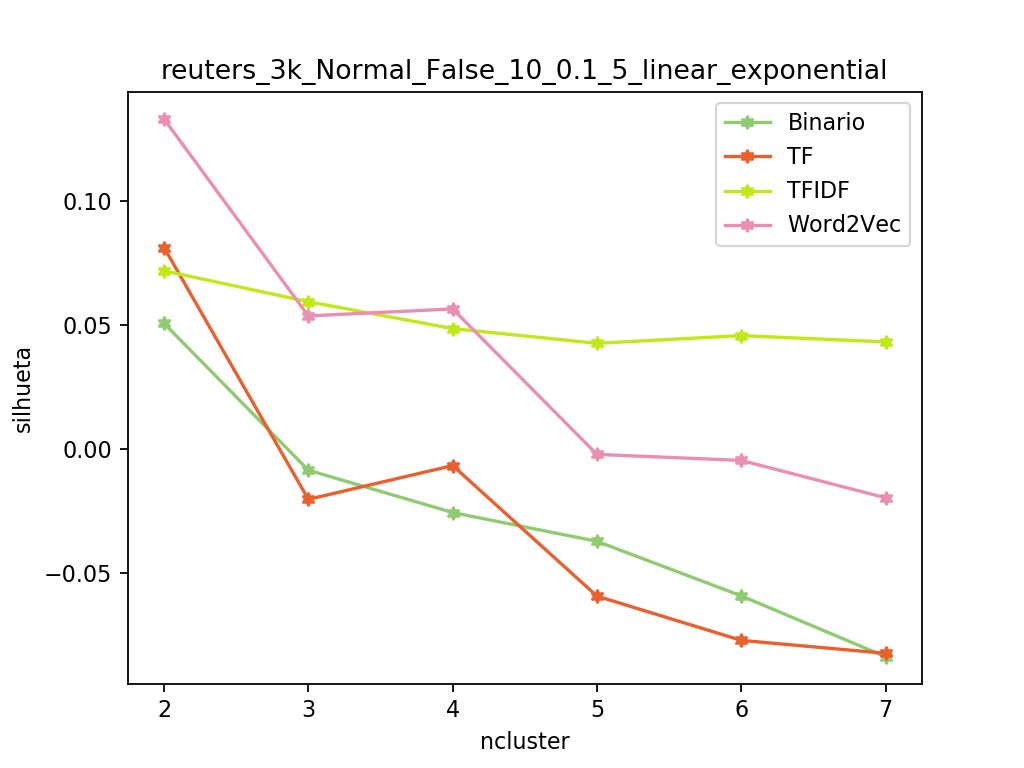 reuters_3k_Normal_False_10_0.1_5_linear_exponential
Binario
TF
TFIDF
Word2Vec
0.10
0.05
0.00
−0.05
silhueta
2 3 4 5 6 7
ncluster